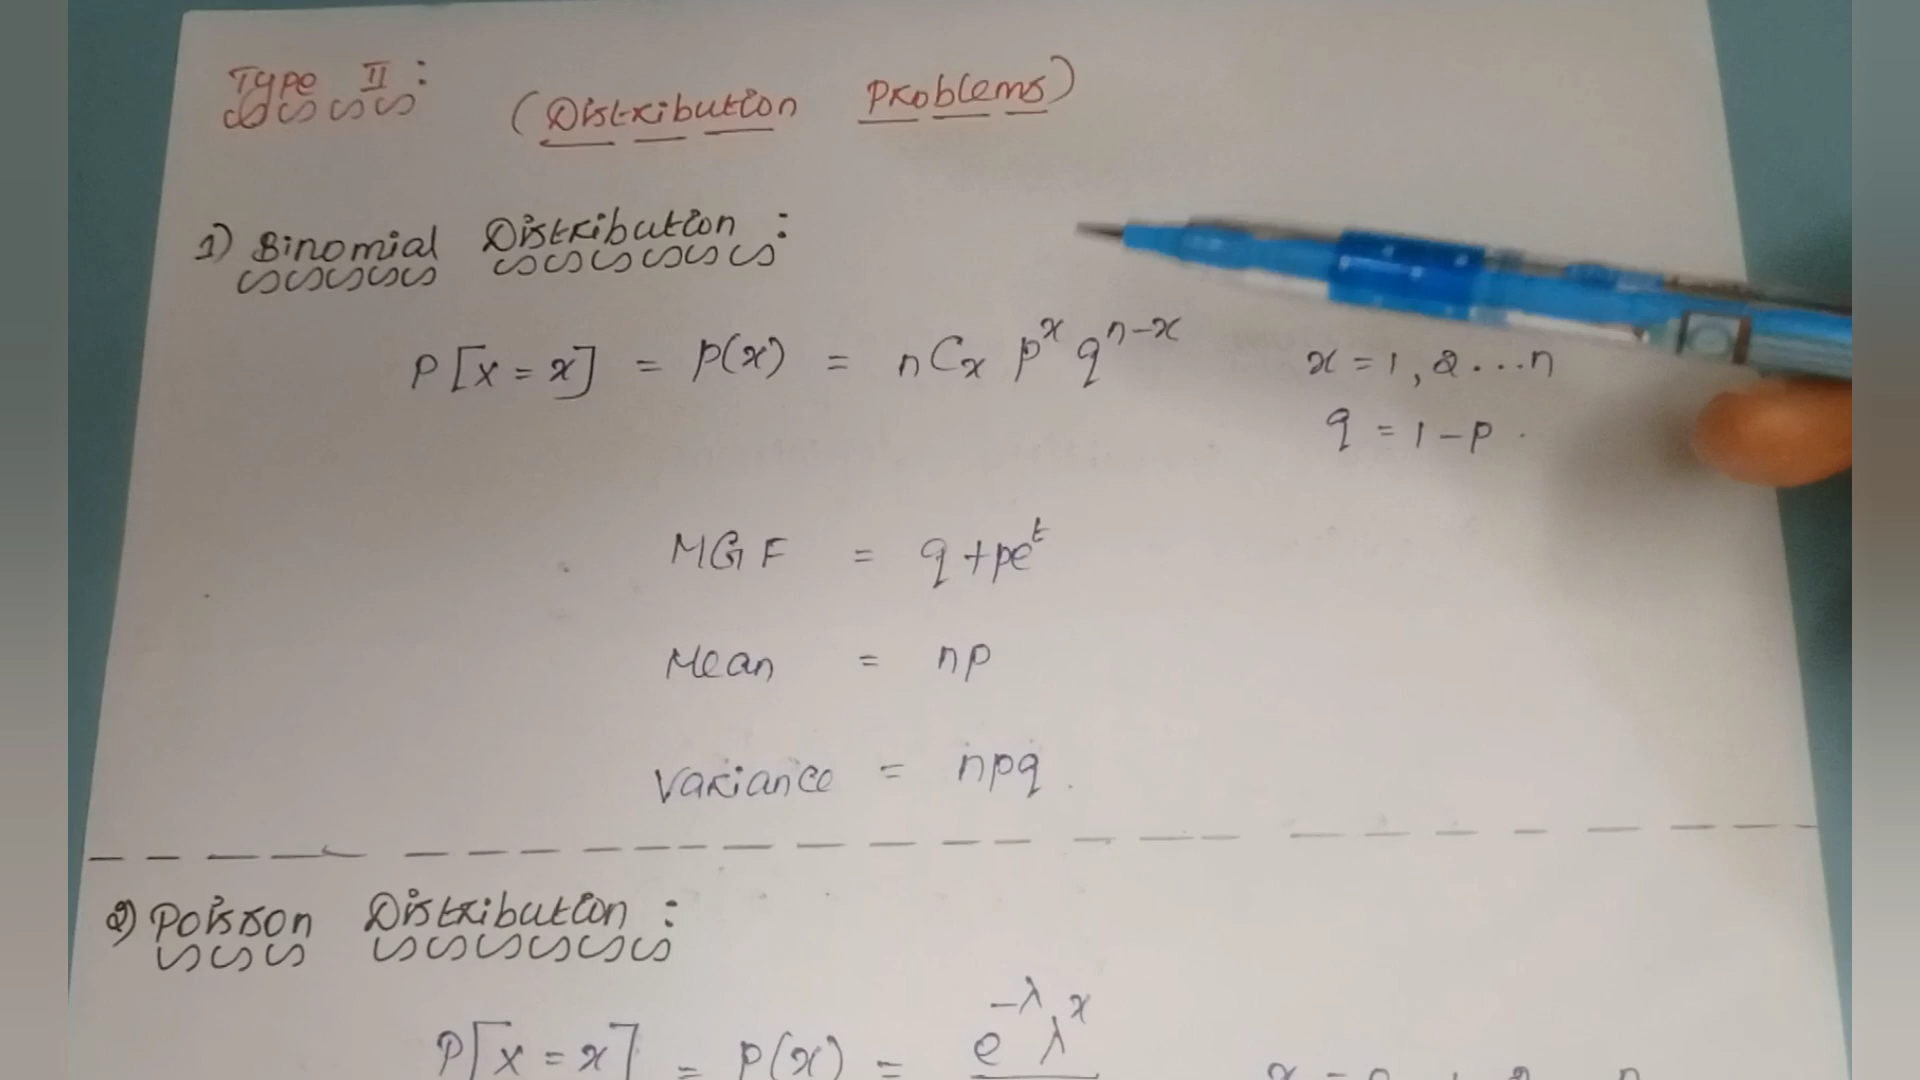 Type II :
(Distribution Problems)
1) Binomial Distribution :
P[X = x] = p(x) = nCx p^x q^n-x x = 1, 2 ... n
q = 1 - p .
MGF = q + pe^t
Mean = np
Variance = npq .
2) Poisson Distribution :
P[X = x] = p(x) = e^-λ λ^x